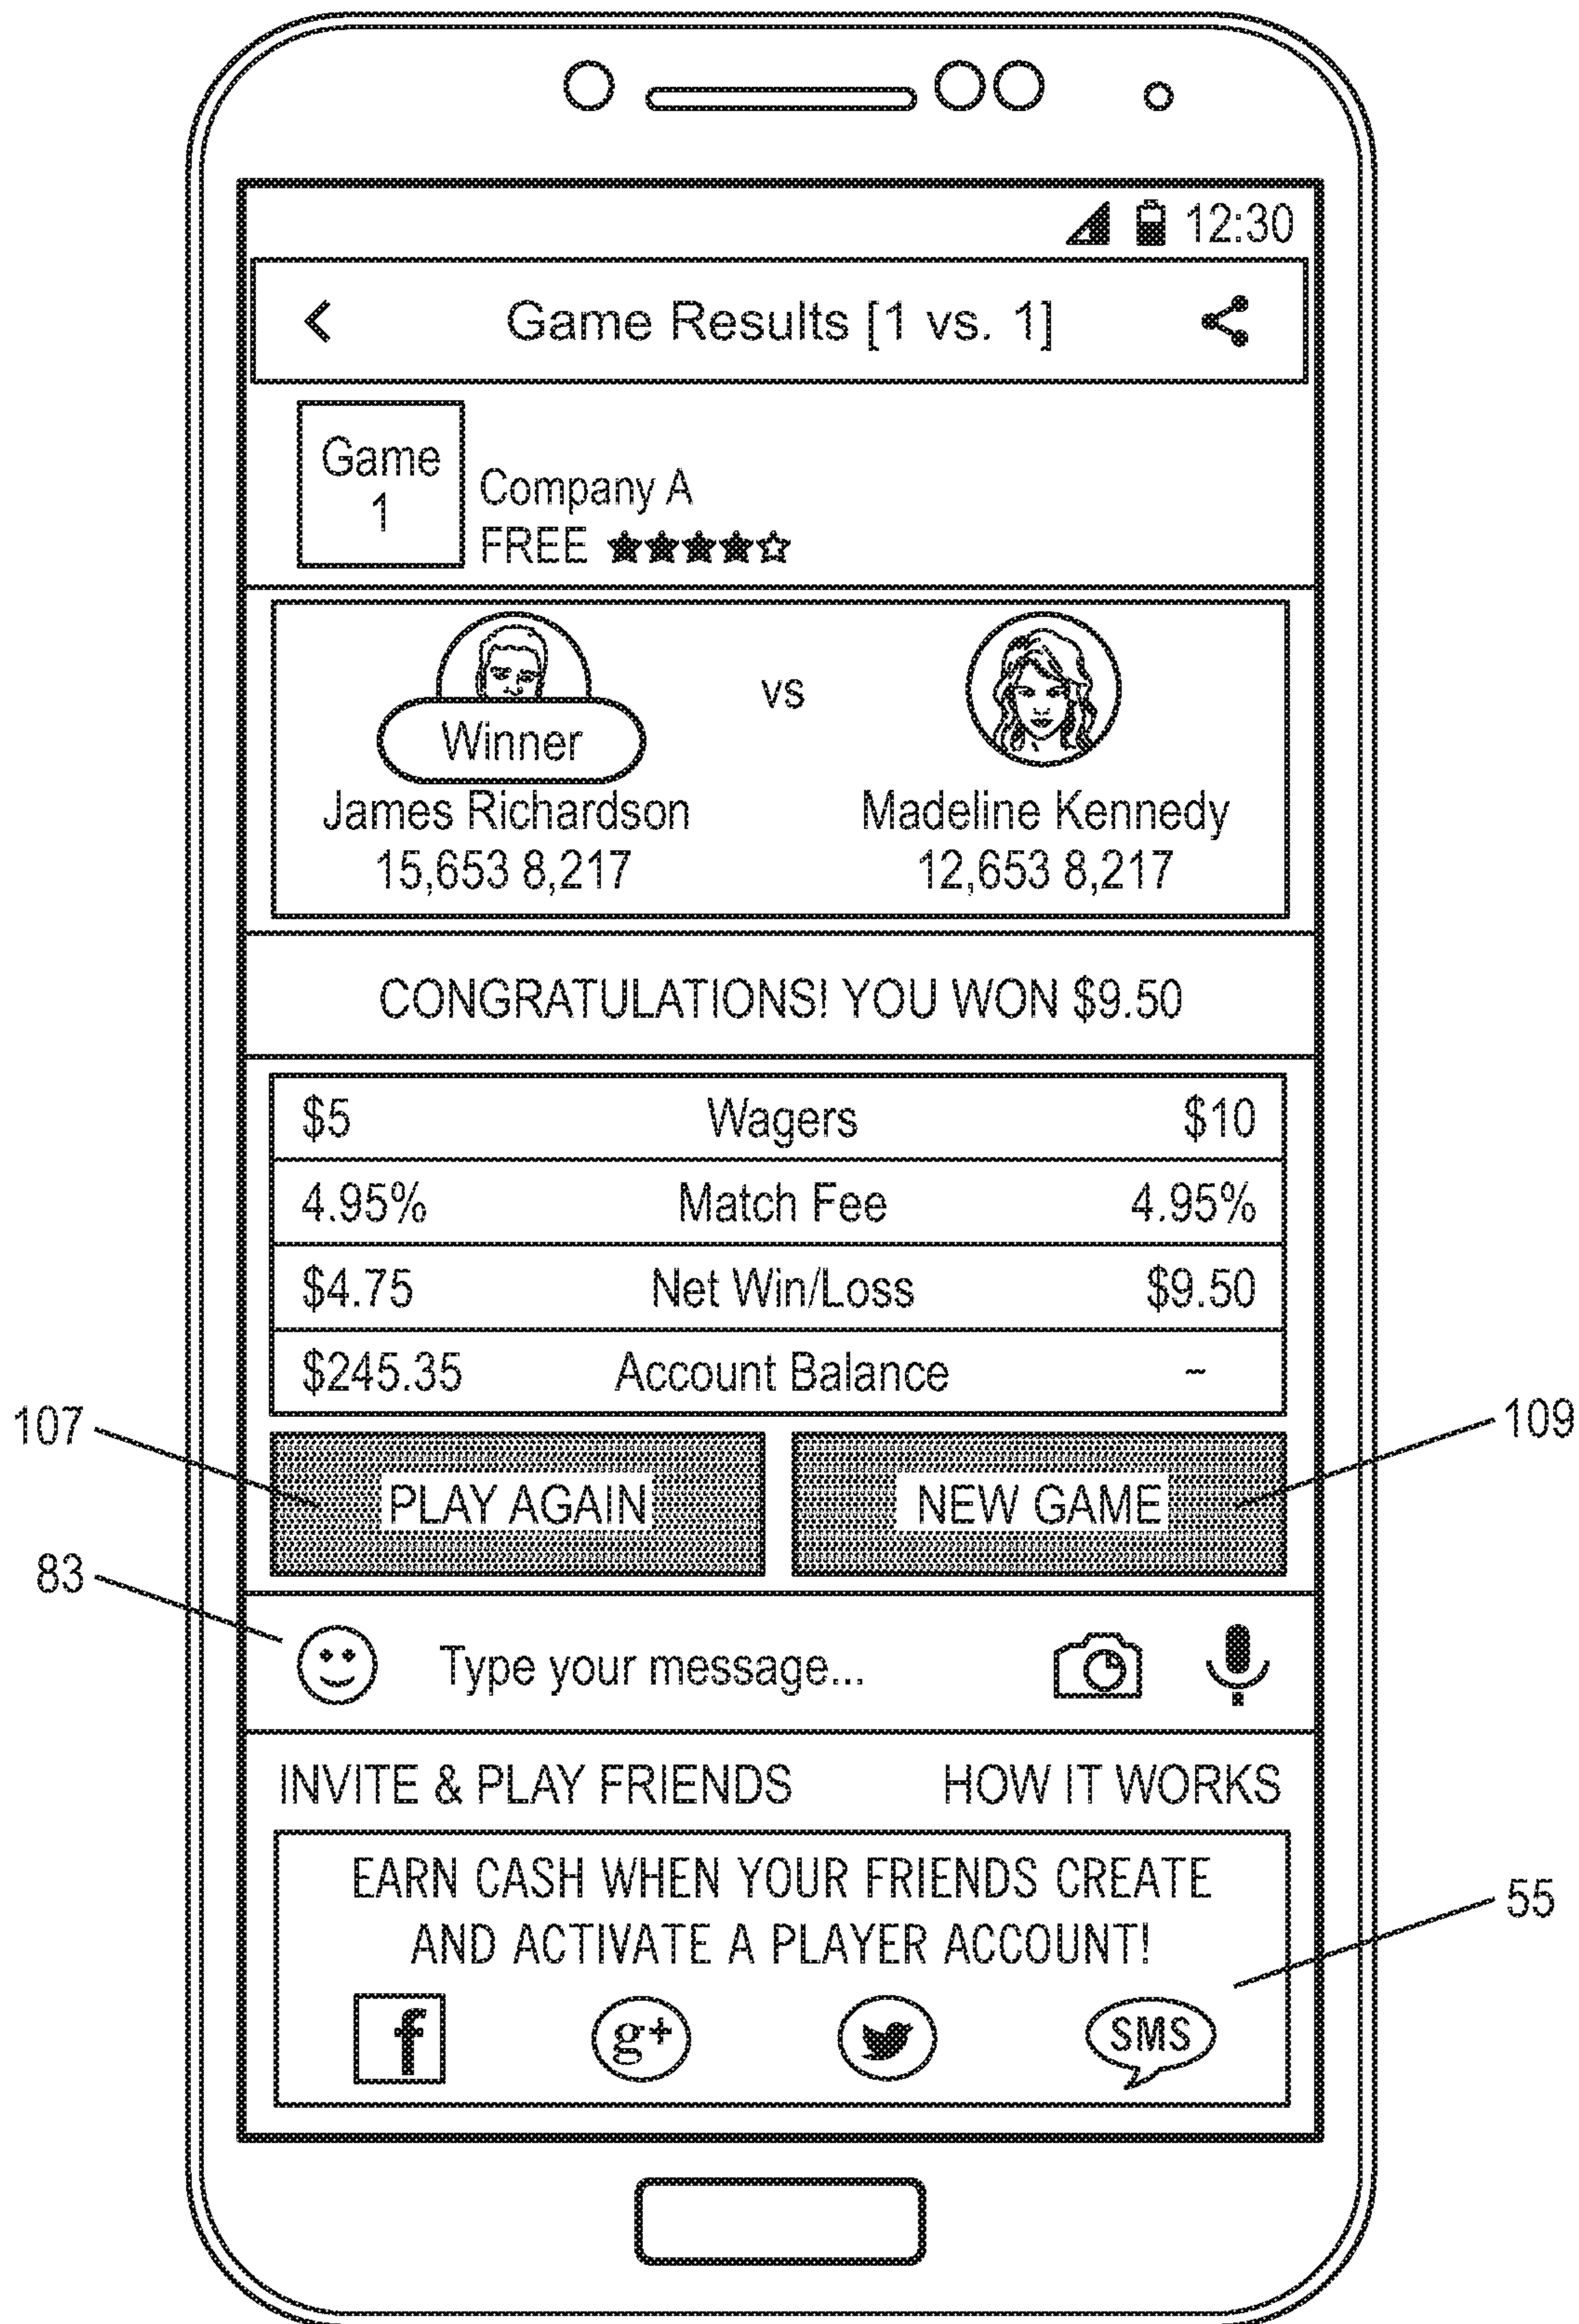 12:30
Game Results [1 vs. 1]
Game
1
Company A
FREE
vs
Winner
James Richardson
Madeline Kennedy
15,653 8,217
12,653 8,217
CONGRATULATIONS! YOU WON $9.50
$5 Wagers $10
4.95% Match Fee 4.95%
$4.75 Net Win/Loss $9.50
$245.35 Account Balance ~
107
109
PLAY AGAIN
NEW GAME
83
Type your message...
INVITE & PLAY FRIENDS
HOW IT WORKS
EARN CASH WHEN YOUR FRIENDS CREATE
AND ACTIVATE A PLAYER ACCOUNT!
55
f
g+
SMS